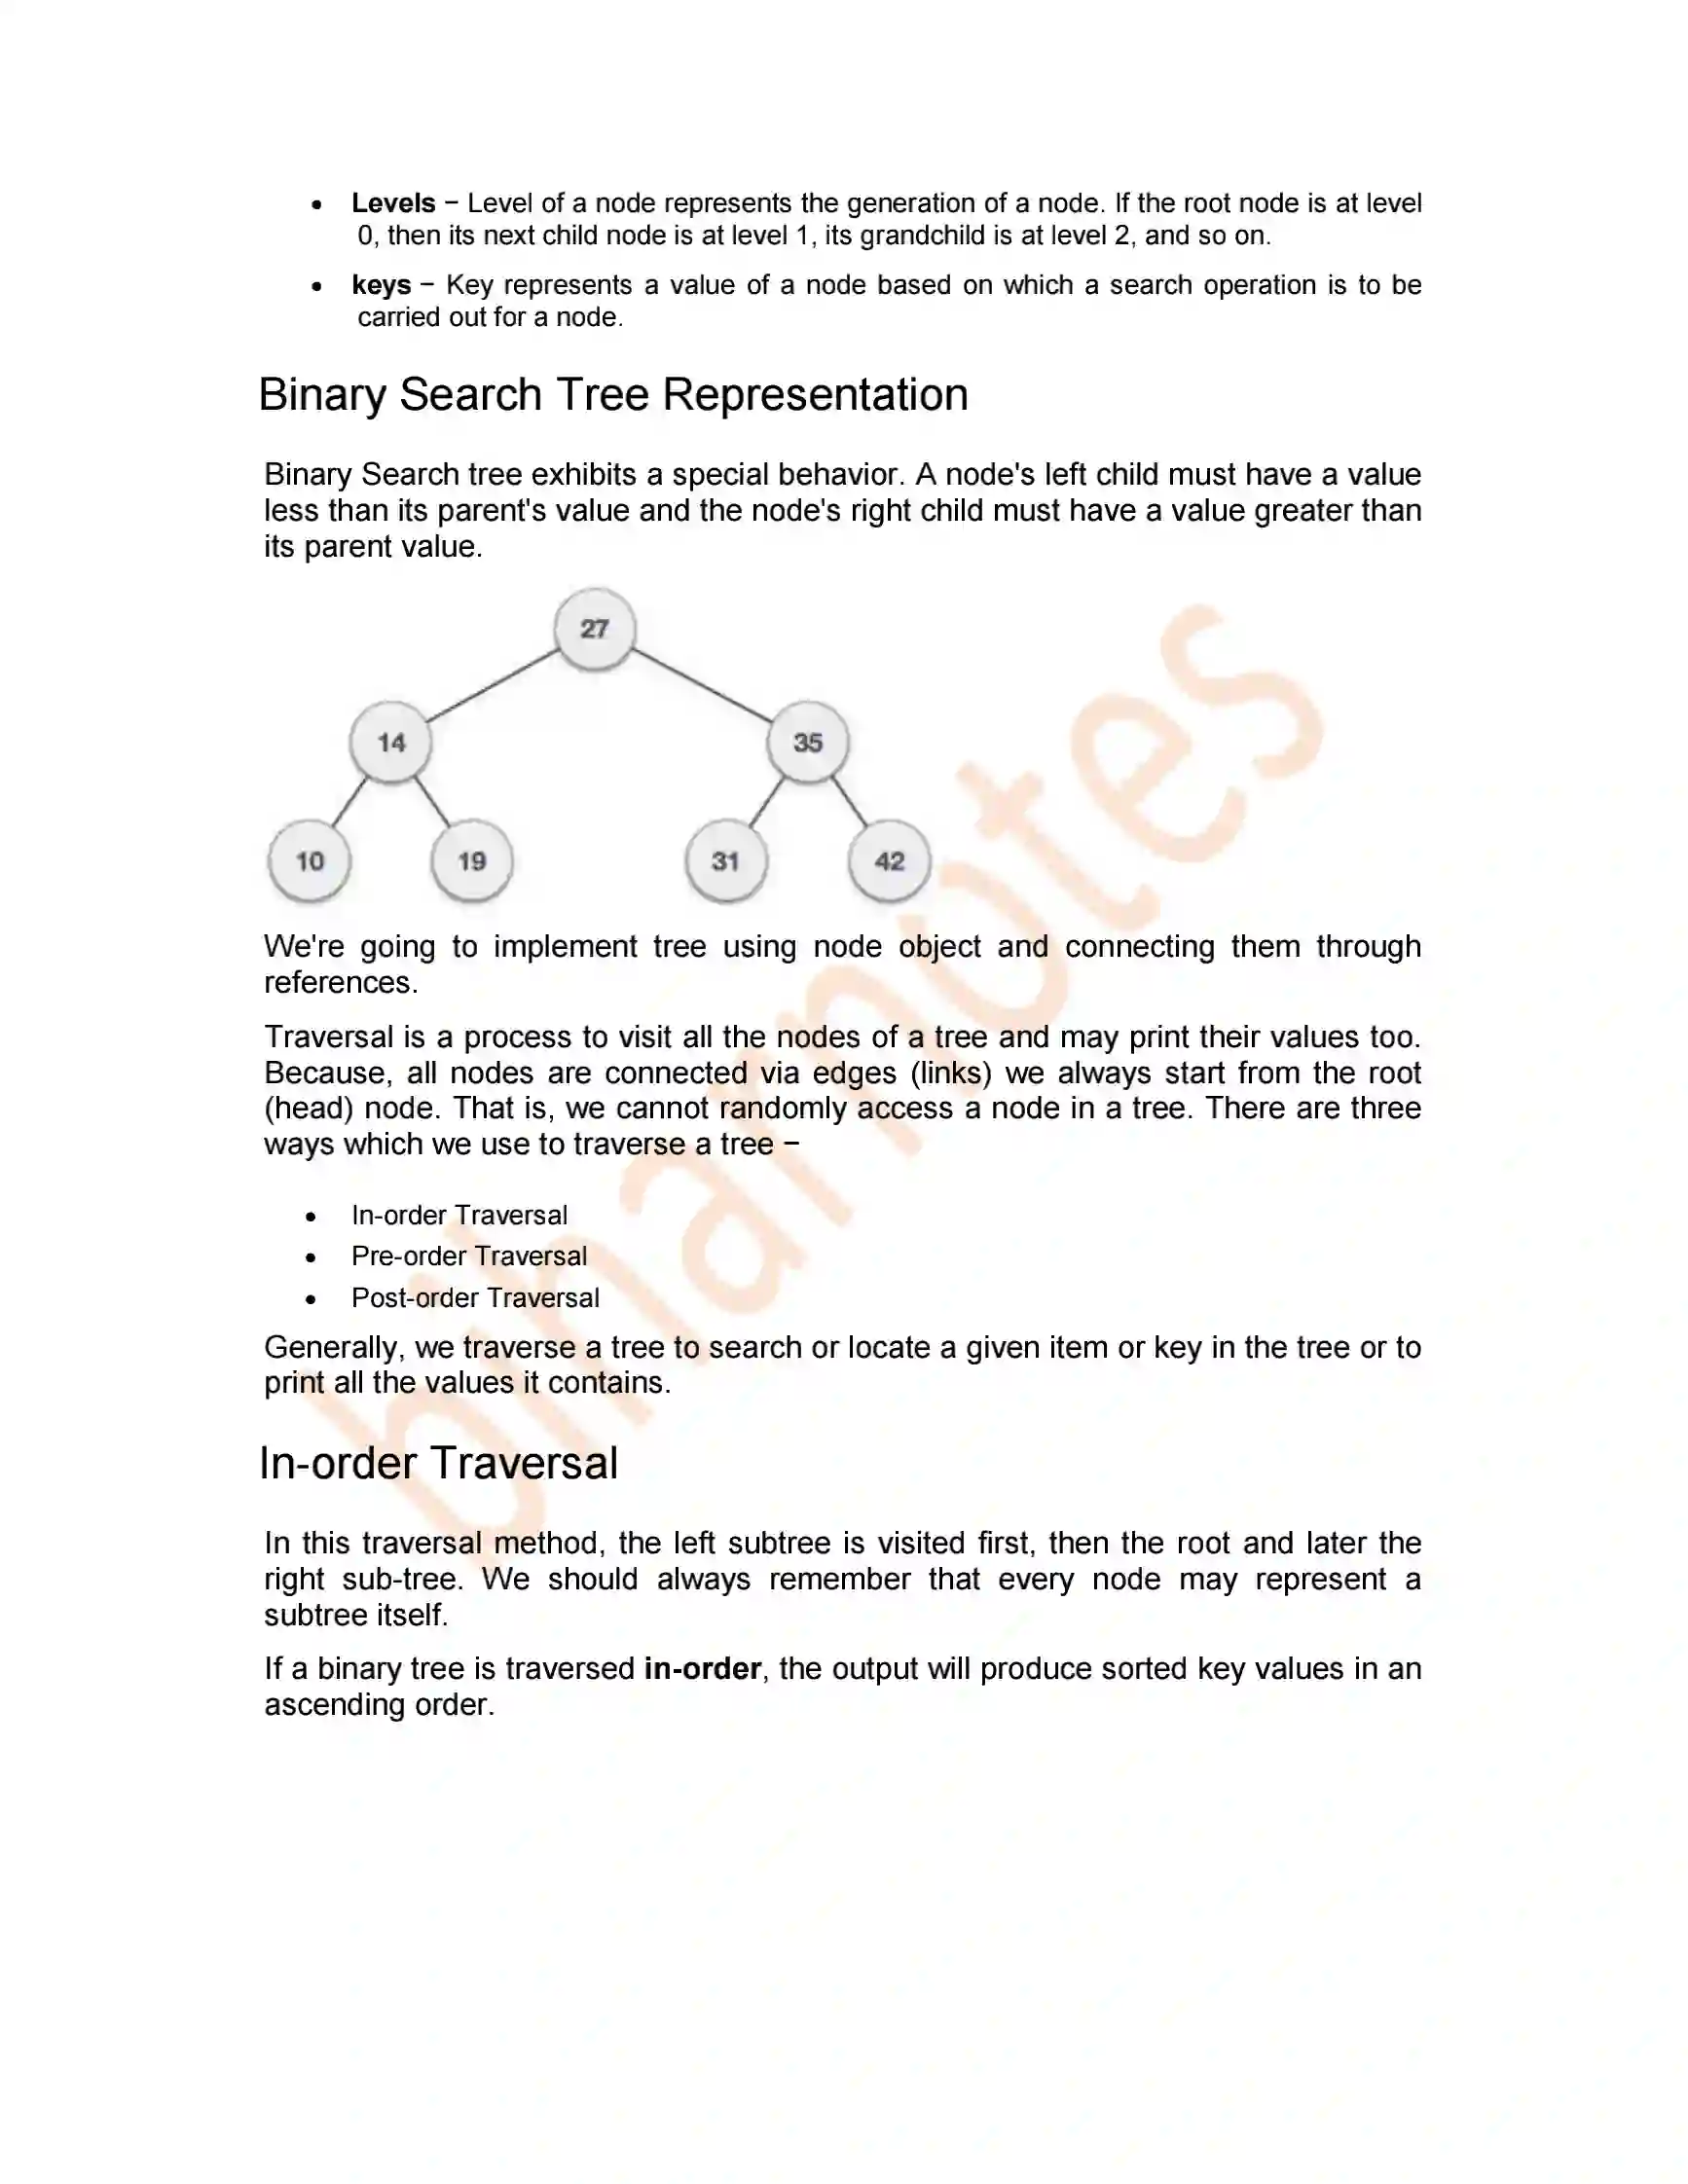 • Levels − Level of a node represents the generation of a node. If the root node is at level
0, then its next child node is at level 1, its grandchild is at level 2, and so on.
• keys − Key represents a value of a node based on which a search operation is to be
carried out for a node.
Binary Search Tree Representation
Binary Search tree exhibits a special behavior. A node's left child must have a value
less than its parent's value and the node's right child must have a value greater than
its parent value.
27
14 35
10 19 31 42
We're going to implement tree using node object and connecting them through
references.
Traversal is a process to visit all the nodes of a tree and may print their values too.
Because, all nodes are connected via edges (links) we always start from the root
(head) node. That is, we cannot randomly access a node in a tree. There are three
ways which we use to traverse a tree −
• In-order Traversal
• Pre-order Traversal
• Post-order Traversal
Generally, we traverse a tree to search or locate a given item or key in the tree or to
print all the values it contains.
In-order Traversal
In this traversal method, the left subtree is visited first, then the root and later the
right sub-tree. We should always remember that every node may represent a
subtree itself.
If a binary tree is traversed in-order, the output will produce sorted key values in an
ascending order.
biharnotes